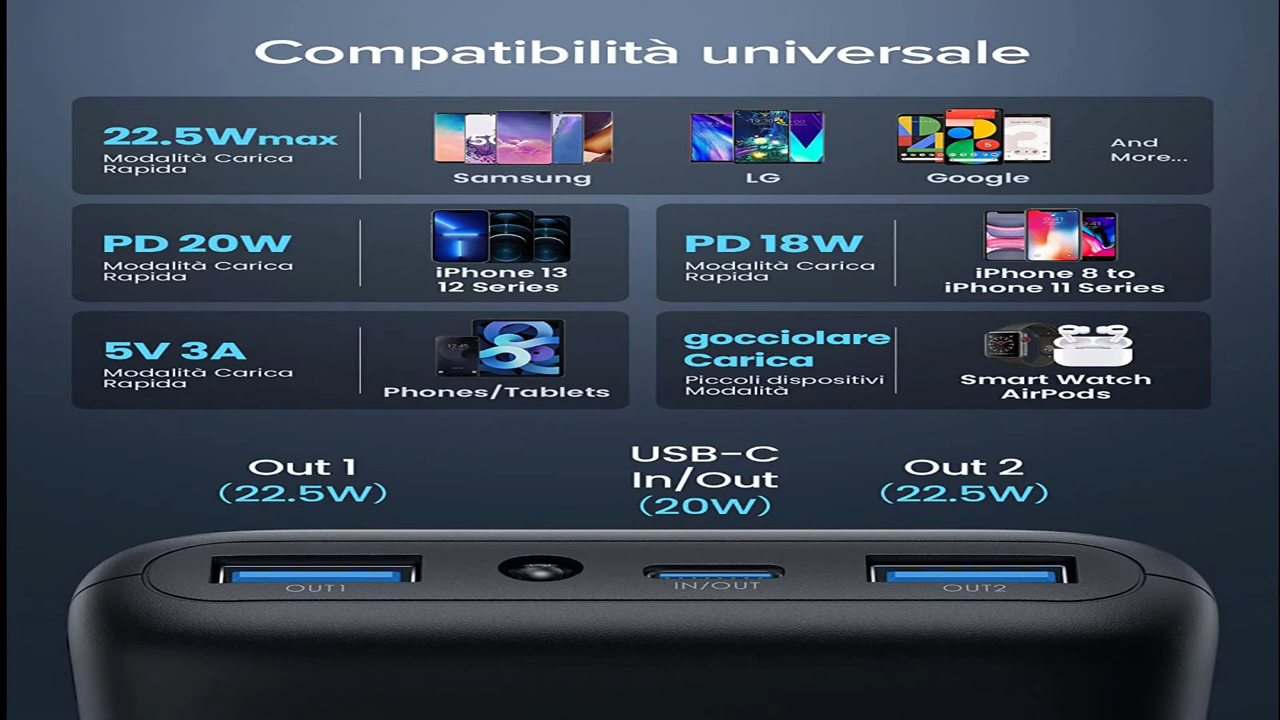 Compatibilità universale
22.5Wmax
Modalità Carica
Rapida
Samsung
LG
Google
And
More...
PD 20W
Modalità Carica
Rapida
iPhone 13
12 Series
PD 18W
Modalità Carica
Rapida
iPhone 8 to
iPhone 11 Series
5V 3A
Modalità Carica
Rapida
Phones/Tablets
gocciolare
Carica
Piccoli dispositivi
Modalità
Smart Watch
AirPods
Out 1
(22.5W)
USB-C
In/Out
(20W)
Out 2
(22.5W)
OUT1
IN/OUT
OUT2